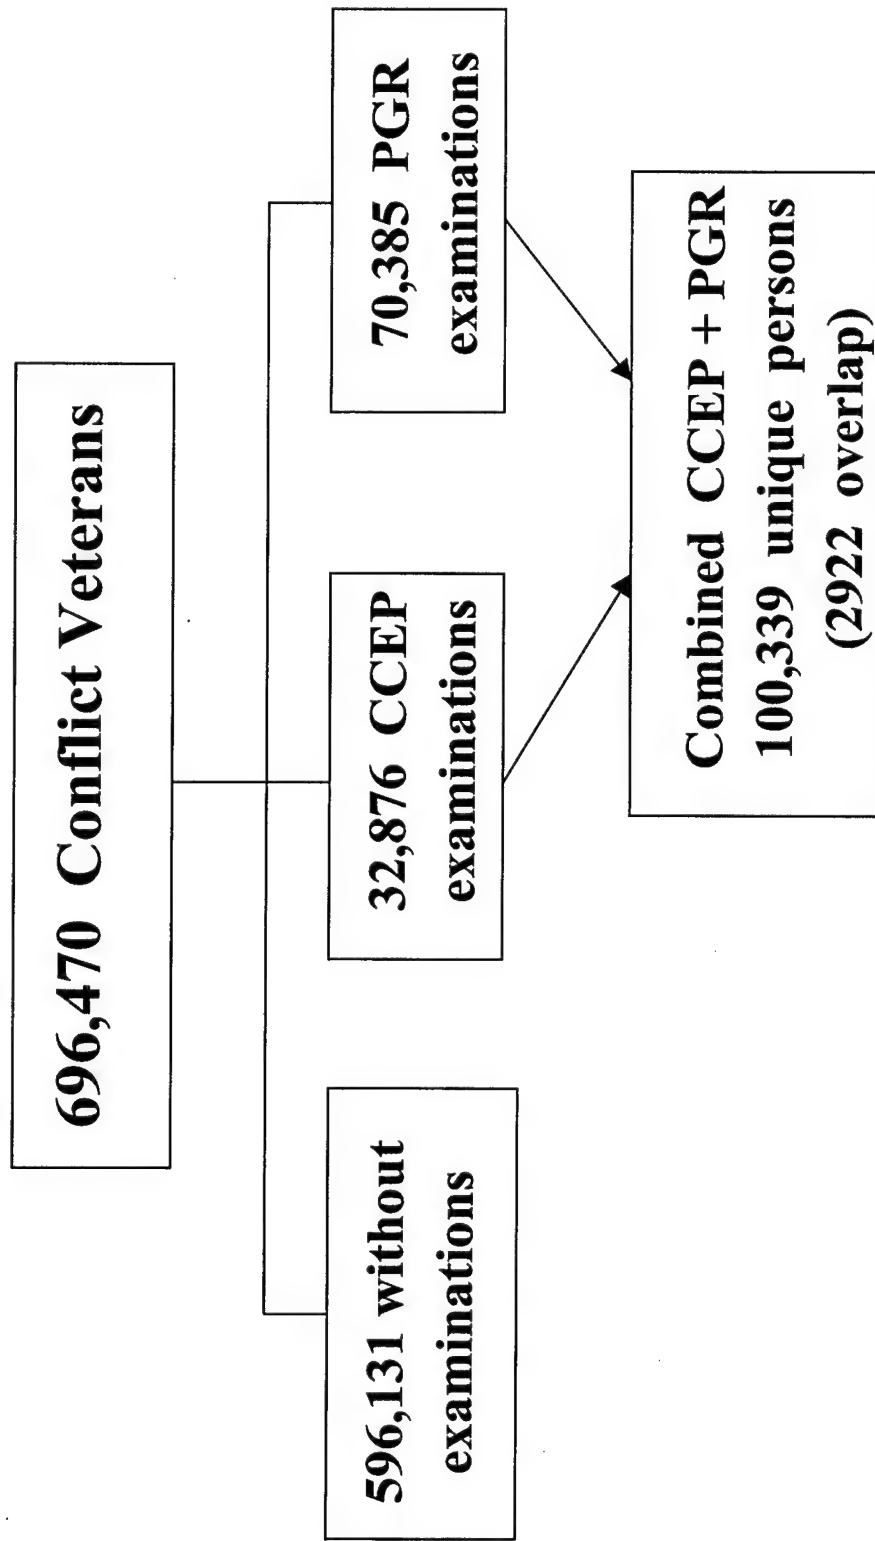 696,470 Conflict Veterans
596,131 without
examinations
32,876 CCEP
examinations
70,385 PGR
examinations
Combined CCEP + PGR
100,339 unique persons
(2922 overlap)